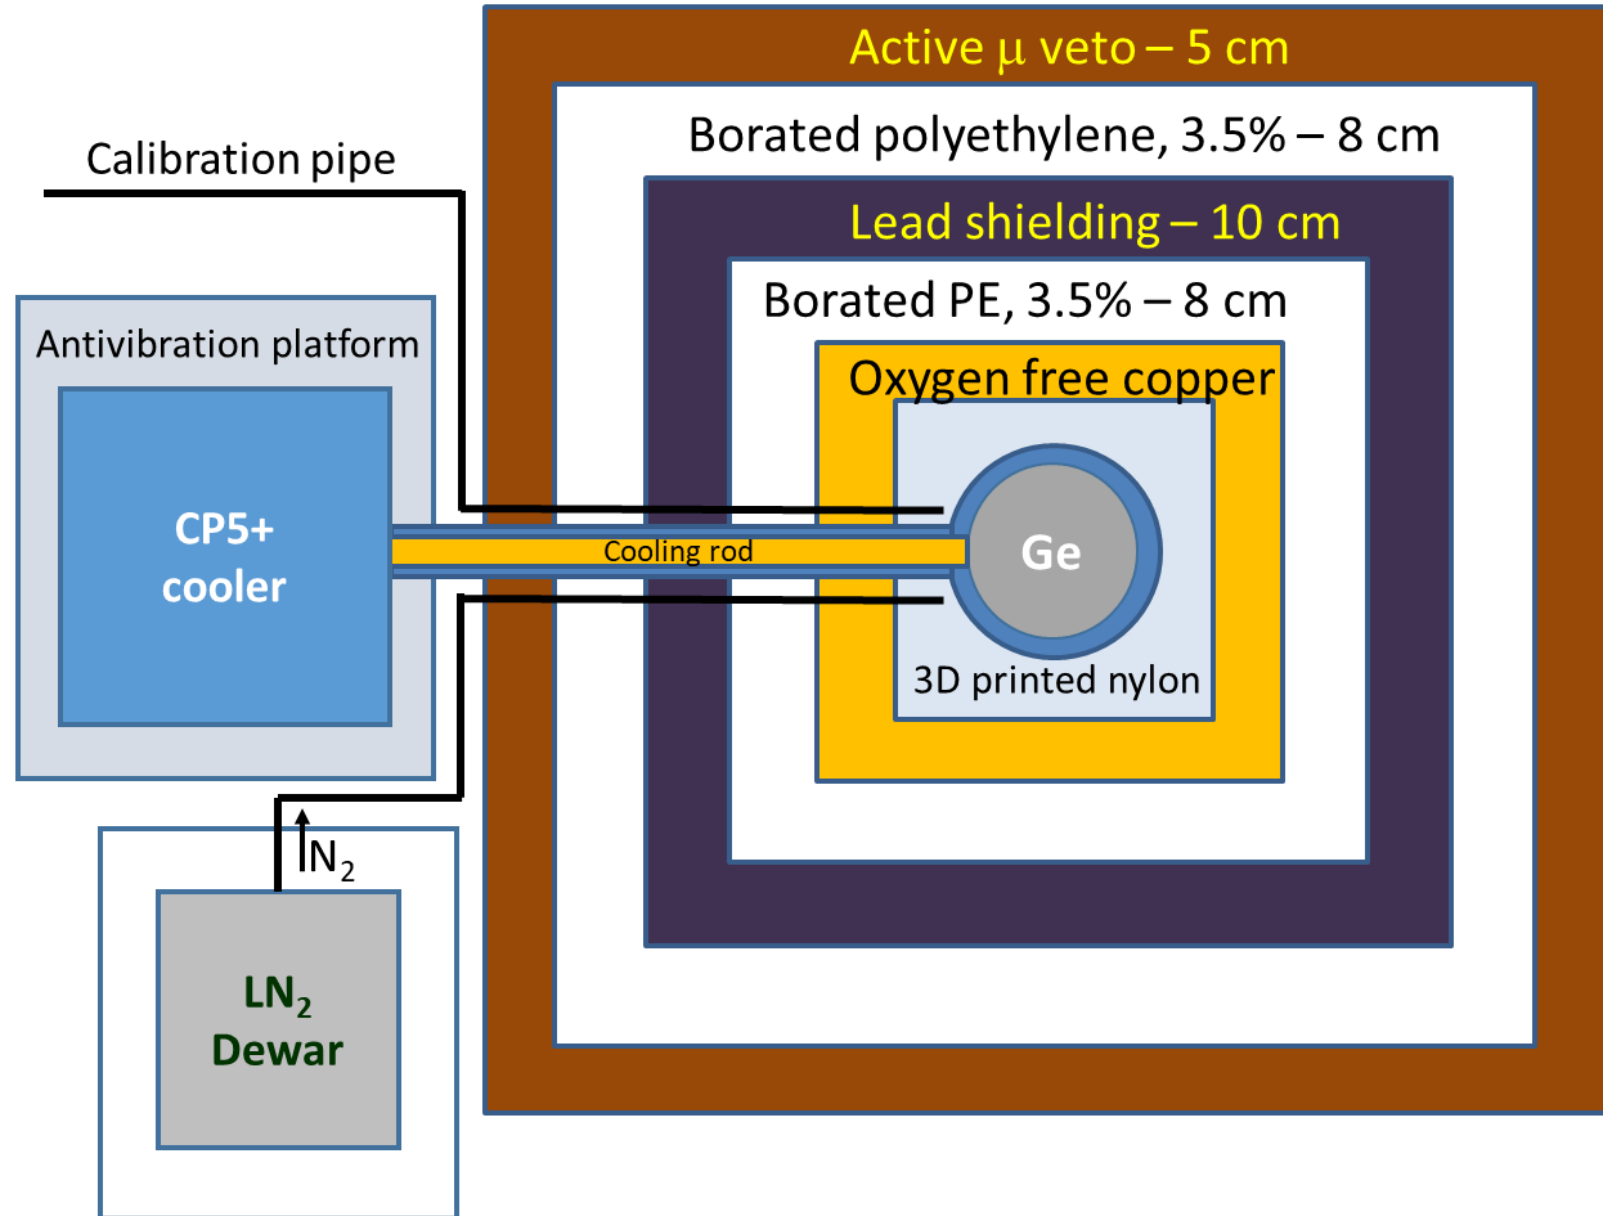 Active μ veto – 5 cm
Borated polyethylene, 3.5% – 8 cm
Calibration pipe
Lead shielding – 10 cm
Borated PE, 3.5% – 8 cm
Antivibration platform
Oxygen free copper
CP5+
cooler
Cooling rod
Ge
3D printed nylon
N₂
LN₂
Dewar